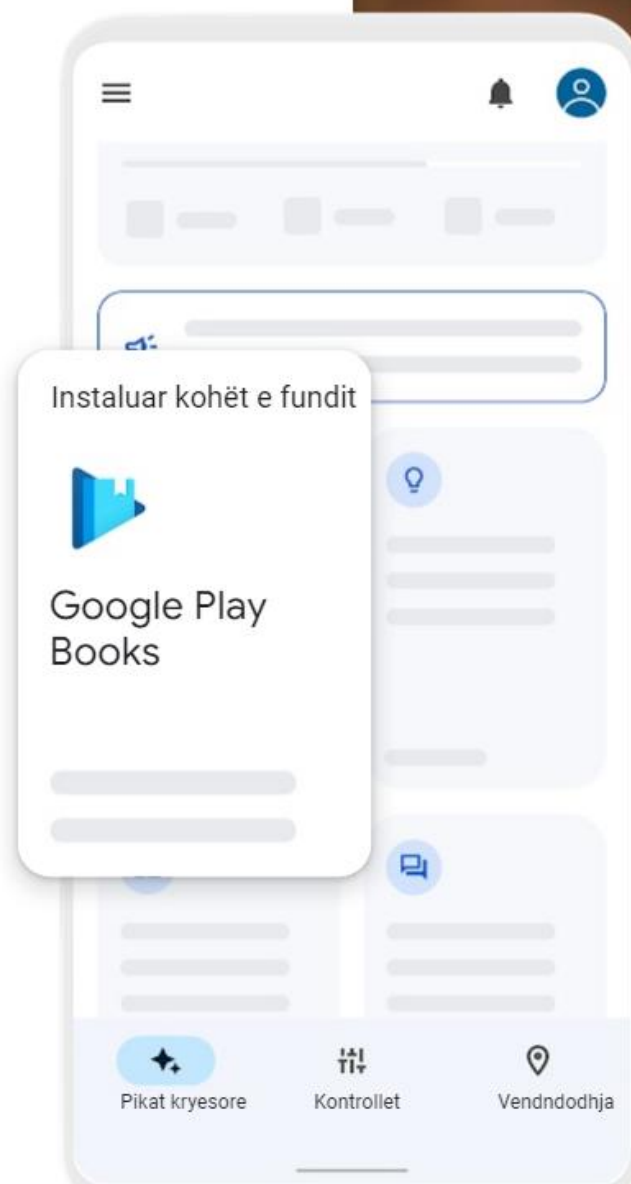 Instaluar kohët e fundit
Google Play
Books
Pikat kryesore
Kontrollet
Vendndodhja